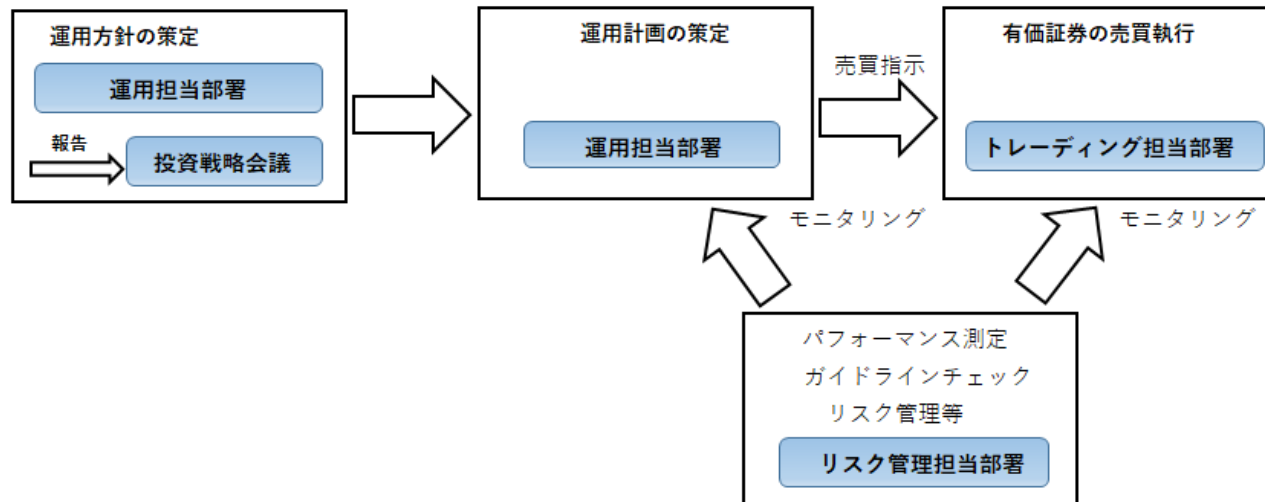 運用方針の策定
運用担当部署
報告
投資戦略会議
運用計画の策定
運用担当部署
売買指示
有価証券の売買執行
トレーディング担当部署
モニタリング
モニタリング
パフォーマンス測定
ガイドラインチェック
リスク管理等
リスク管理担当部署